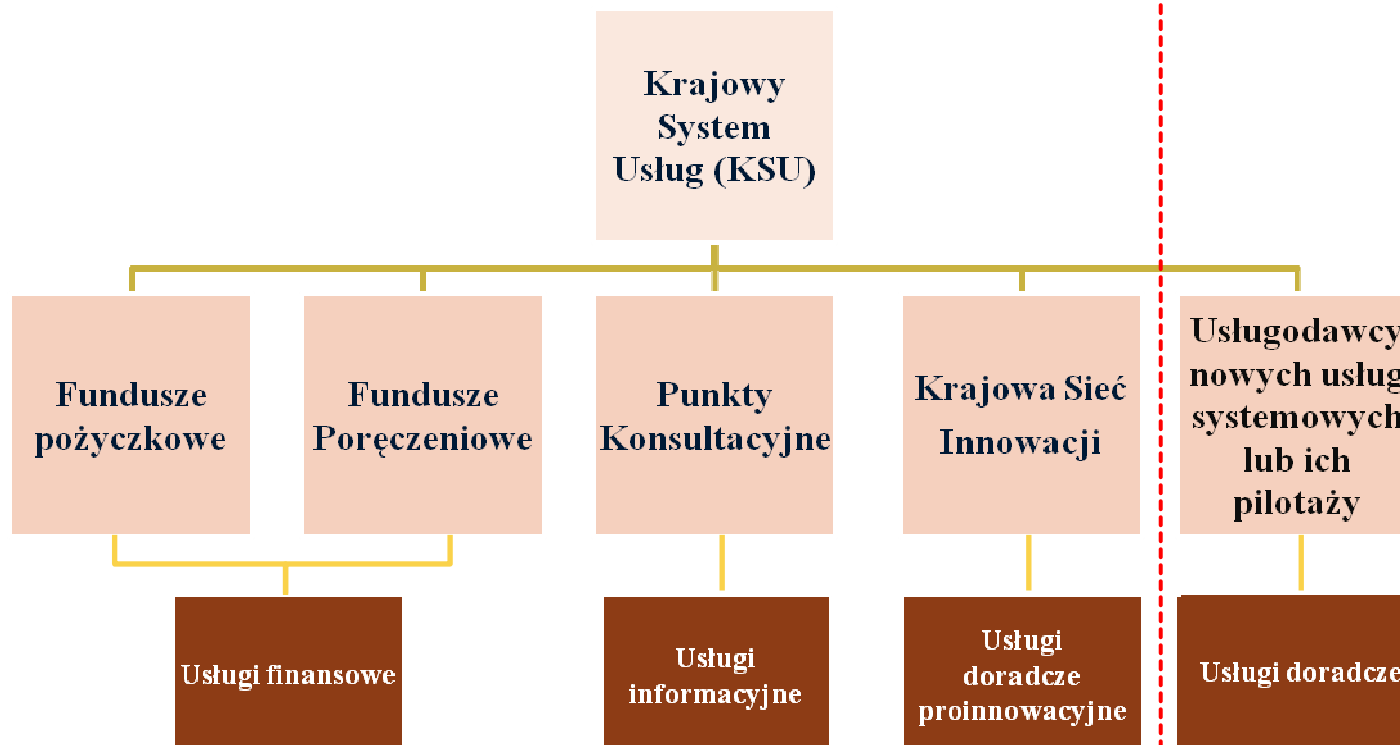 Krajowy
System
Usług (KSU)
Fundusze
pożyczkowe
Fundusze
Poręczeniowe
Punkty
Konsultacyjne
Krajowa Sieć
Innowacji
Usługodawcy
nowych usług
systemowych
lub ich
pilotaży
Usługi finansowe
Usługi
informacyjne
Usługi
doradcze
proinnowacyjne
Usługi doradcze